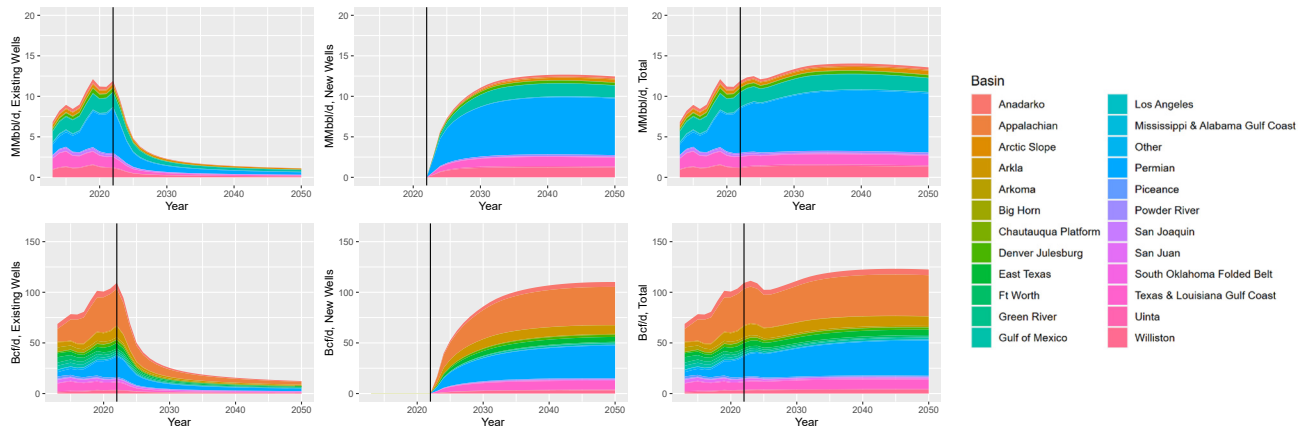 MMbbl/d, Existing Wells
20
15
10
5
0
2020
2030
2040
2050
Year
MMbbl/d, New Wells
20
15
10
5
0
2020
2030
2040
2050
Year
MMbbl/d, Total
20
15
10
5
0
2020
2030
2040
2050
Year
Bcf/d, Existing Wells
150
100
50
0
2020
2030
2040
2050
Year
Bcf/d, New Wells
150
100
50
0
2020
2030
2040
2050
Year
Bcf/d, Total
150
100
50
0
2020
2030
2040
2050
Year
Basin
Anadarko
Appalachian
Arctic Slope
Arkla
Arkoma
Big Horn
Chautauqua Platform
Denver Julesburg
East Texas
Ft Worth
Green River
Gulf of Mexico
Los Angeles
Mississippi & Alabama Gulf Coast
Other
Permian
Piceance
Powder River
San Joaquin
San Juan
South Oklahoma Folded Belt
Texas & Louisiana Gulf Coast
Uinta
Williston